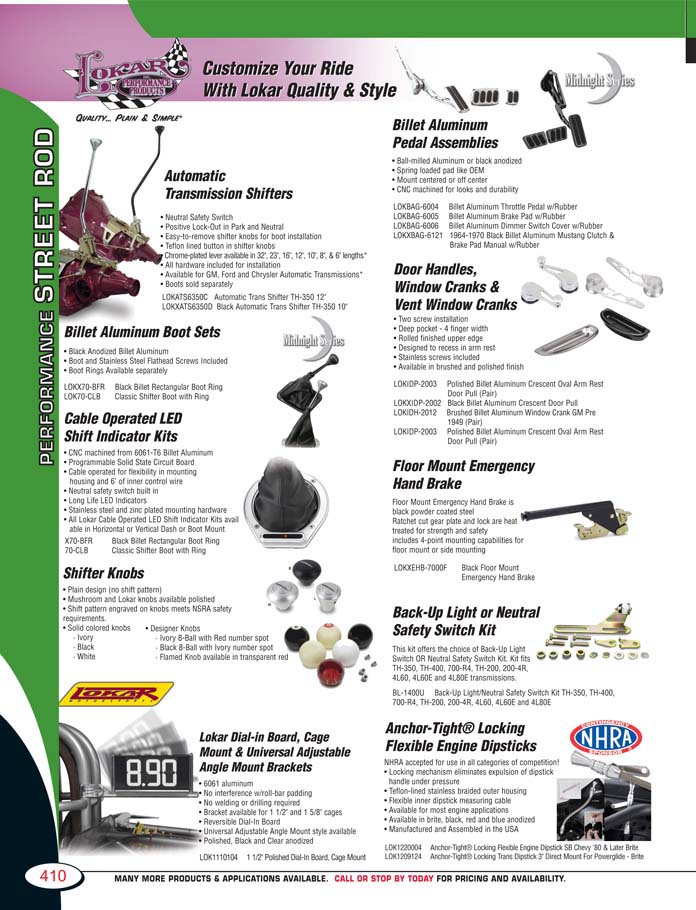 LOKAR
PERFORMANCE
PRODUCTS
QUALITY... PLAIN & SIMPLE®
Customize Your Ride
With Lokar Quality & Style
Midnight Series
PERFORMANCE STREET ROD
Automatic
Transmission Shifters
• Neutral Safety Switch
• Positive Lock-Out in Park and Neutral
• Easy-to-remove shifter knobs for boot installation
• Teflon lined button in shifter knobs
• Chrome-plated lever available in 32", 23", 16", 12", 10", 8", & 6" lengths*
• All hardware included for installation
• Available for GM, Ford and Chrysler Automatic Transmissions*
• Boots sold separately
LOKATS6350C Automatic Trans Shifter TH-350 12"
LOKXATS6350D Black Automatic Trans Shifter TH-350 10"
Billet Aluminum Boot Sets
• Black Anodized Billet Aluminum
• Boot and Stainless Steel Flathead Screws Included
• Boot Rings Available separately
LOKX70-BFR Black Billet Rectangular Boot Ring
LOK70-CLB Classic Shifter Boot with Ring
Midnight Series
Cable Operated LED
Shift Indicator Kits
• CNC machined from 6061-T6 Billet Aluminum
• Programmable Solid State Circuit Board
• Cable operated for flexibility in mounting
housing and 6' of inner control wire
• Neutral safety switch built in
• Long Life LED Indicators
• Stainless steel and zinc plated mounting hardware
• All Lokar Cable Operated LED Shift Indicator Kits avail
able in Horizontal or Vertical Dash or Boot Mount
X70-BFR Black Billet Rectangular Boot Ring
70-CLB Classic Shifter Boot with Ring
Shifter Knobs
• Plain design (no shift pattern)
• Mushroom and Lokar knobs available polished
• Shift pattern engraved on knobs meets NSRA safety
requirements.
• Solid colored knobs
- Ivory
- Black
- White
• Designer Knobs
- Ivory 8-Ball with Red number spot
- Black 8-Ball with Ivory number spot
- Flamed Knob available in transparent red
LOKAR
MOTORSPORTS
8.90
Lokar Dial-in Board, Cage
Mount & Universal Adjustable
Angle Mount Brackets
• 6061 aluminum
• No interference w/roll-bar padding
• No welding or drilling required
• Bracket available for 1 1/2" and 1 5/8" cages
• Reversible Dial-In Board
• Universal Adjustable Angle Mount style available
• Polished, Black and Clear anodized
LOK1110104 1 1/2" Polished Dial-In Board, Cage Mount
Billet Aluminum
Pedal Assemblies
• Ball-milled Aluminum or black anodized
• Spring loaded pad like OEM
• Mount centered or off center
• CNC machined for looks and durability
LOKBAG-6004 Billet Aluminum Throttle Pedal w/Rubber
LOKBAG-6005 Billet Aluminum Brake Pad w/Rubber
LOKBAG-6006 Billet Aluminum Dimmer Switch Cover w/Rubber
LOKXBAG-6121 1964-1970 Black Billet Aluminum Mustang Clutch &
Brake Pad Manual w/Rubber
Door Handles,
Window Cranks &
Vent Window Cranks
• Two screw installation
• Deep pocket - 4 finger width
• Rolled finished upper edge
• Designed to recess in arm rest
• Stainless screws included
• Available in brushed and polished finish
LOKIDP-2003 Polished Billet Aluminum Crescent Oval Arm Rest
Door Pull (Pair)
LOKXIDP-2002 Black Billet Aluminum Crescent Door Pull
LOKIDH-2012 Brushed Billet Aluminum Window Crank GM Pre
1949 (Pair)
LOKIDP-2003 Polished Billet Aluminum Crescent Oval Arm Rest
Door Pull (Pair)
Floor Mount Emergency
Hand Brake
Floor Mount Emergency Hand Brake is
black powder coated steel
Ratchet cut gear plate and lock are heat
treated for strength and safety
includes 4-point mounting capabilities for
floor mount or side mounting
LOKXEHB-7000F Black Floor Mount
Emergency Hand Brake
Back-Up Light or Neutral
Safety Switch Kit
This kit offers the choice of Back-Up Light
Switch OR Neutral Safety Switch Kit. Kit fits
TH-350, TH-400, 700-R4, TH-200, 200-4R,
4L60, 4L60E and 4L80E transmissions.
BL-1400U Back-Up Light/Neutral Safety Switch Kit TH-350, TH-400,
700-R4, TH-200, 200-4R, 4L60, 4L60E and 4L80E
Anchor-Tight® Locking
Flexible Engine Dipsticks
CONTINGENCY
NHRA
SPONSOR
NHRA accepted for use in all categories of competition!
• Locking mechanism eliminates expulsion of dipstick
handle under pressure
• Teflon-lined stainless braided outer housing
• Flexible inner dipstick measuring cable
• Available for most engine applications
• Available in brite, black, red and blue anodized
• Manufactured and Assembled in the USA
LOK1220004 Anchor-Tight® Locking Flexible Engine Dipstick SB Chevy '80 & Later Brite
LOK1209124 Anchor-Tight® Locking Trans Dipstick 3" Direct Mount For Powerglide - Brite
410
MANY MORE PRODUCTS & APPLICATIONS AVAILABLE. CALL OR STOP BY TODAY FOR PRICING AND AVAILABILITY.